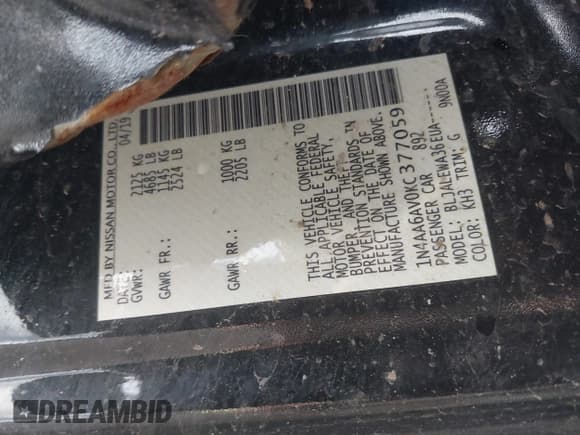 MFD BY NISSAN MOTOR CO., LTD.
DATE: 04/19
GVWR: 2125 KG
4685 LB
GAWR FR.: 1145 KG
2524 LB
GAWR RR.: 1000 KG
2205 LB
THIS VEHICLE CONFORMS TO
ALL APPLICABLE FEDERAL
MOTOR VEHICLE SAFETY,
BUMPER AND THEFT
PREVENTION STANDARDS IN
EFFECT ON THE DATE OF
MANUFACTURE SHOWN ABOVE.
1N4AA6AV0KC377059
PASSENGER CAR 892
MODEL: BLJALEWA36EUA-------
COLOR: KH3 TRIM: G 9N00A
DREAMBID